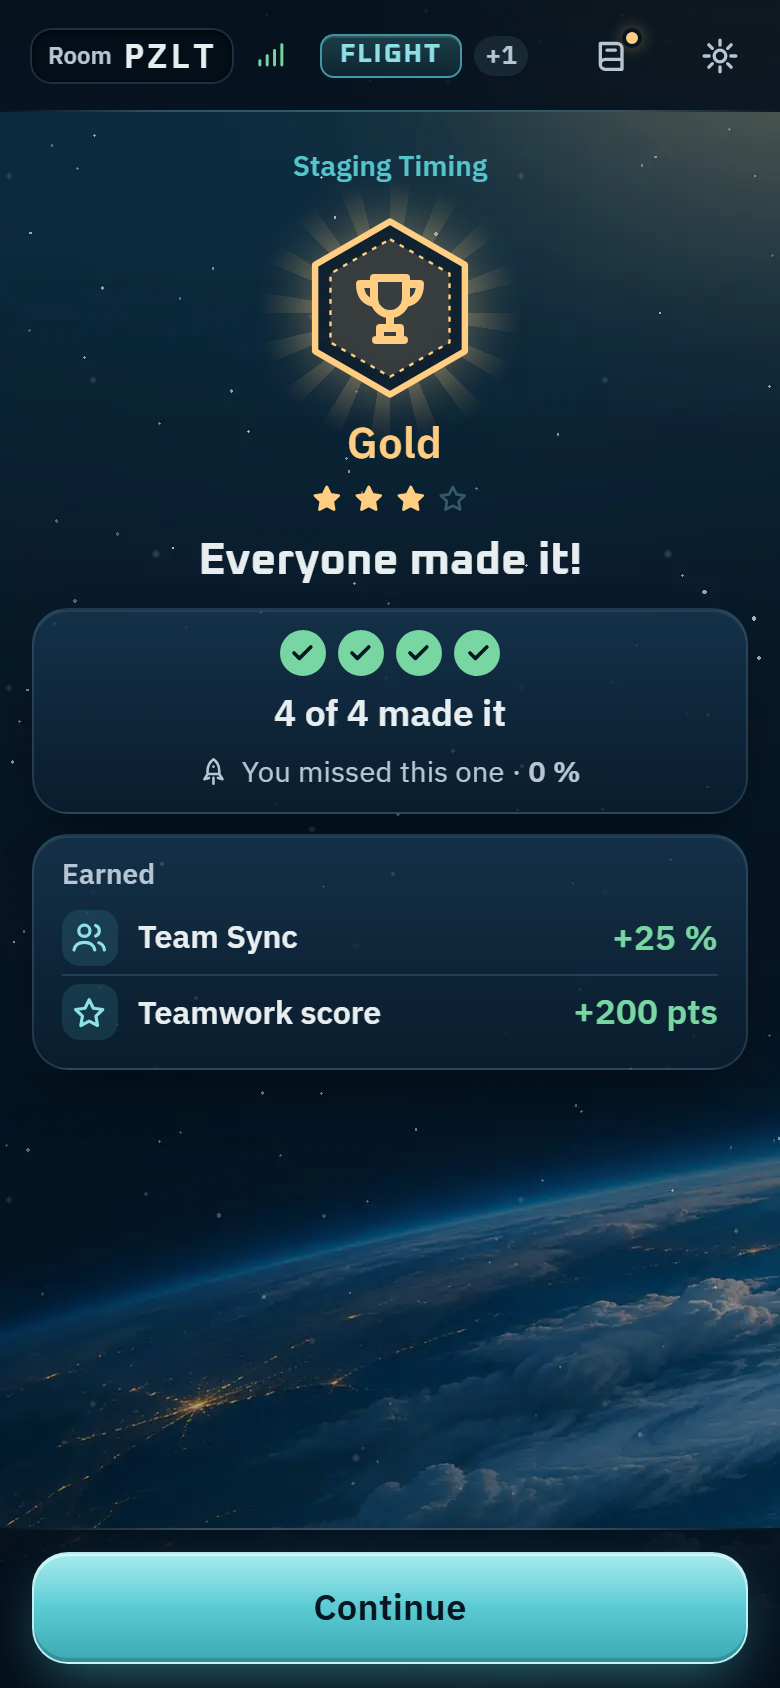 Room PZLT FLIGHT +1
Staging Timing
Gold
Everyone made it!
4 of 4 made it
You missed this one · 0 %
Earned
Team Sync +25 %
Teamwork score +200 pts
Continue